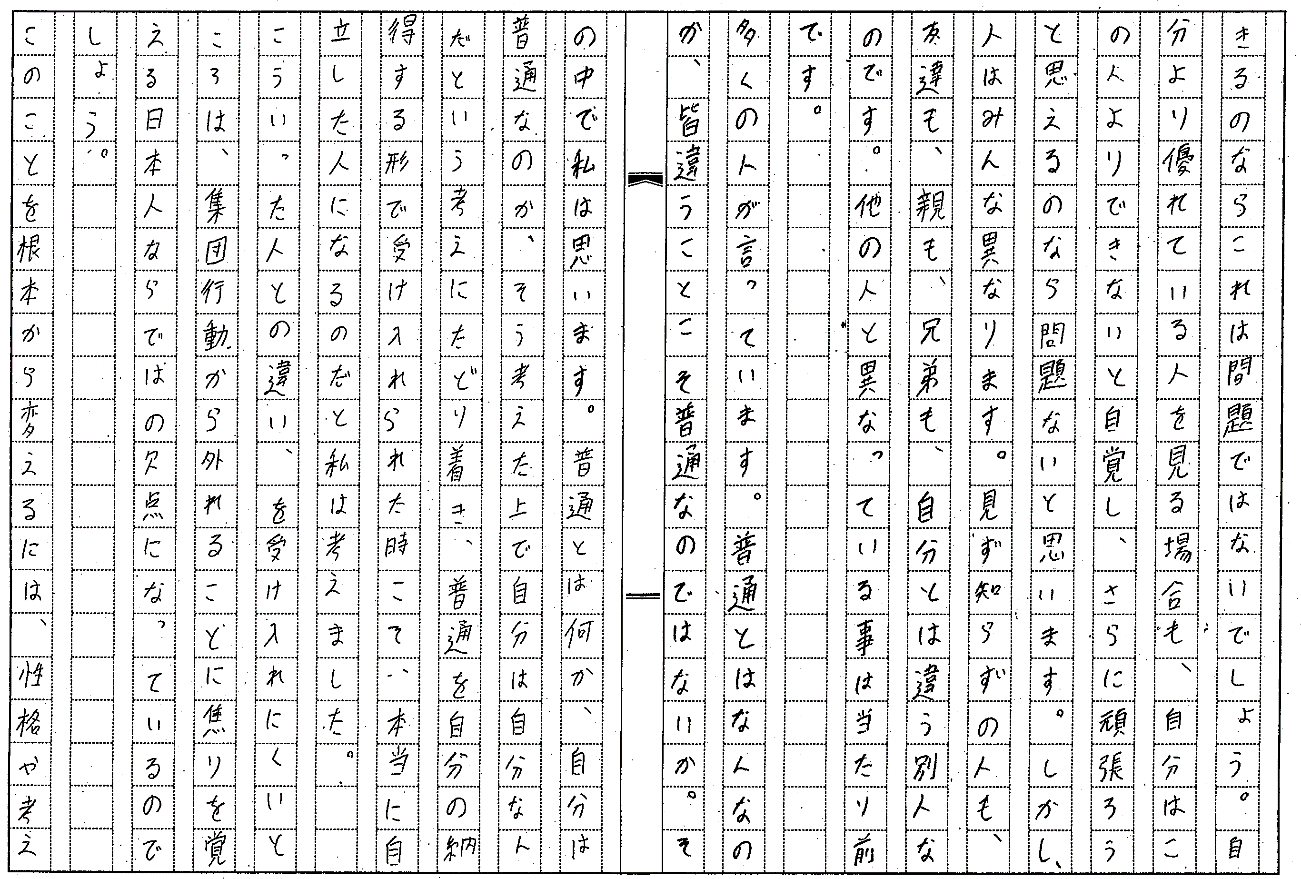 きるのならこれは問題ではないでしょう。自
分より優れている人を見る場合も、自分はこ
の人よりできないと自覚し、さらに頑張ろう
と思えるのなら問題ないと思います。しかし、
人はみんな異なります。見ず知らずの人も、
友達も、親も、兄弟も、自分とは違う別人な
のです。他の人と異なっている事は当たり前
です。
多くの人が言っています。普通とはなんなの
か、皆違うことこそ普通なのではないか。そ
の中で私は思います。普通とは何か、自分は
普通なのか、そう考えた上で自分は自分なん
だという考えにたどり着き、普通を自分の納
得する形で受け入れられた時こそ、本当に自
立した人になるのだと私は考えました。
こういった人との違い、を受け入れにくいと
ころは、集団行動から外れることに焦りを覚
える日本人ならではの欠点になっているので
しょう。
このことを根本から変えるには、性格や考え